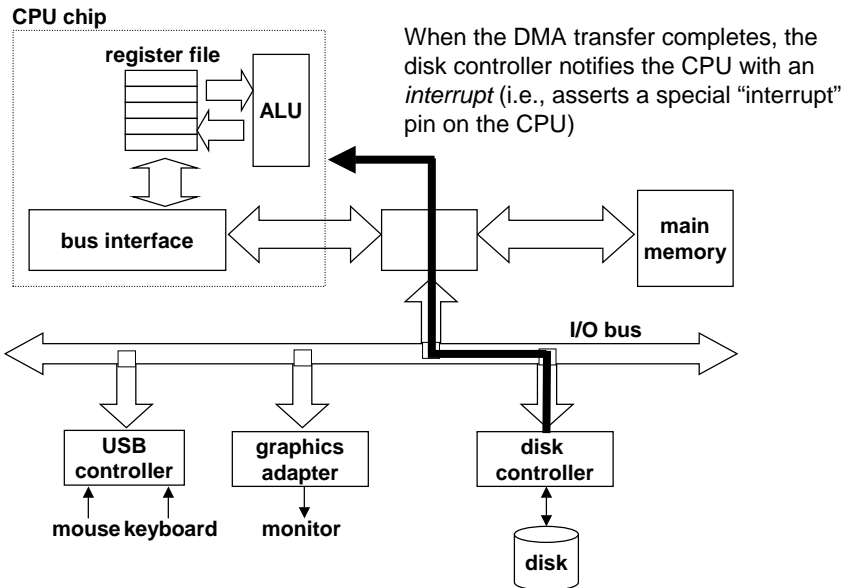 CPU chip
register file
ALU
When the DMA transfer completes, the
disk controller notifies the CPU with an
interrupt (i.e., asserts a special “interrupt”
pin on the CPU)
bus interface
main
memory
I/O bus
USB
controller
graphics
adapter
disk
controller
mouse keyboard
monitor
disk